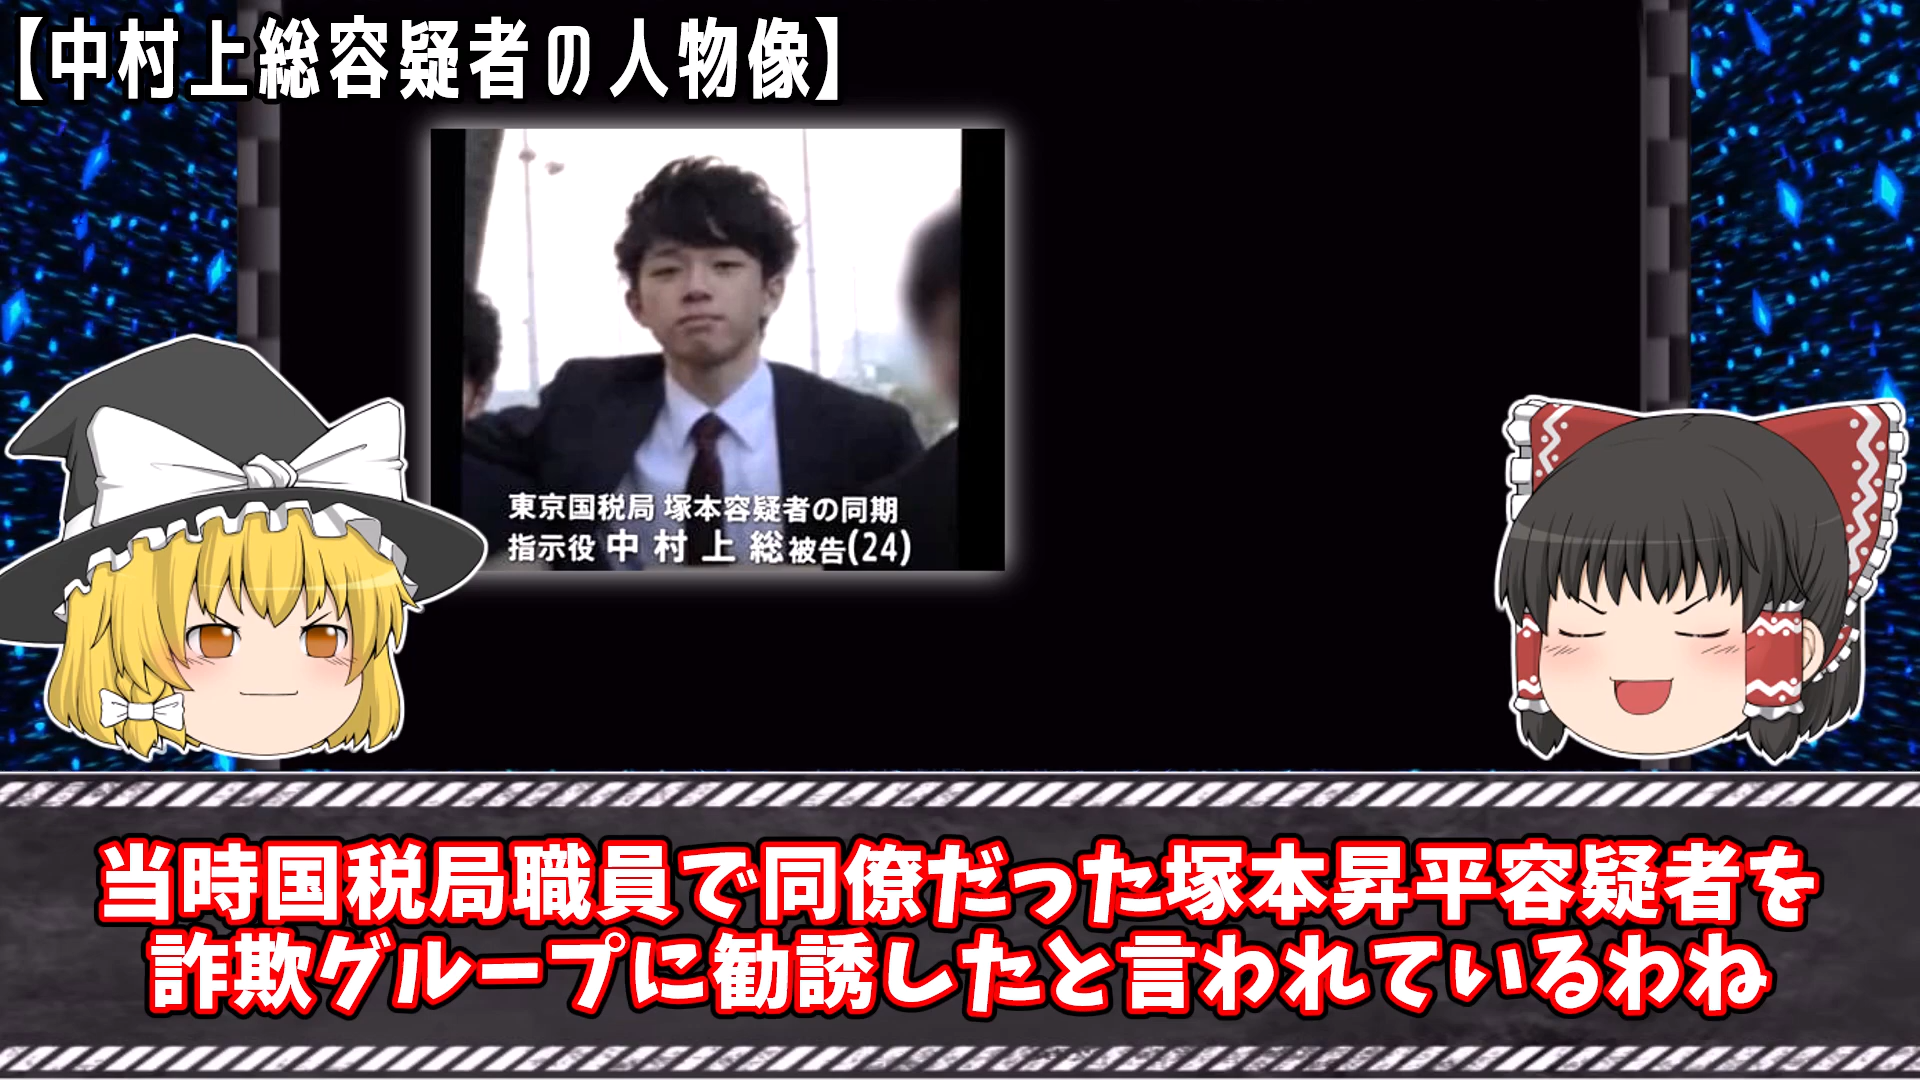 【中村上総容疑者の人物像】
東京国税局 塚本容疑者の同期
指示役 中村上総被告(24)
当時国税局職員で同僚だった塚本昇平容疑者を
詐欺グループに勧誘したと言われているわね